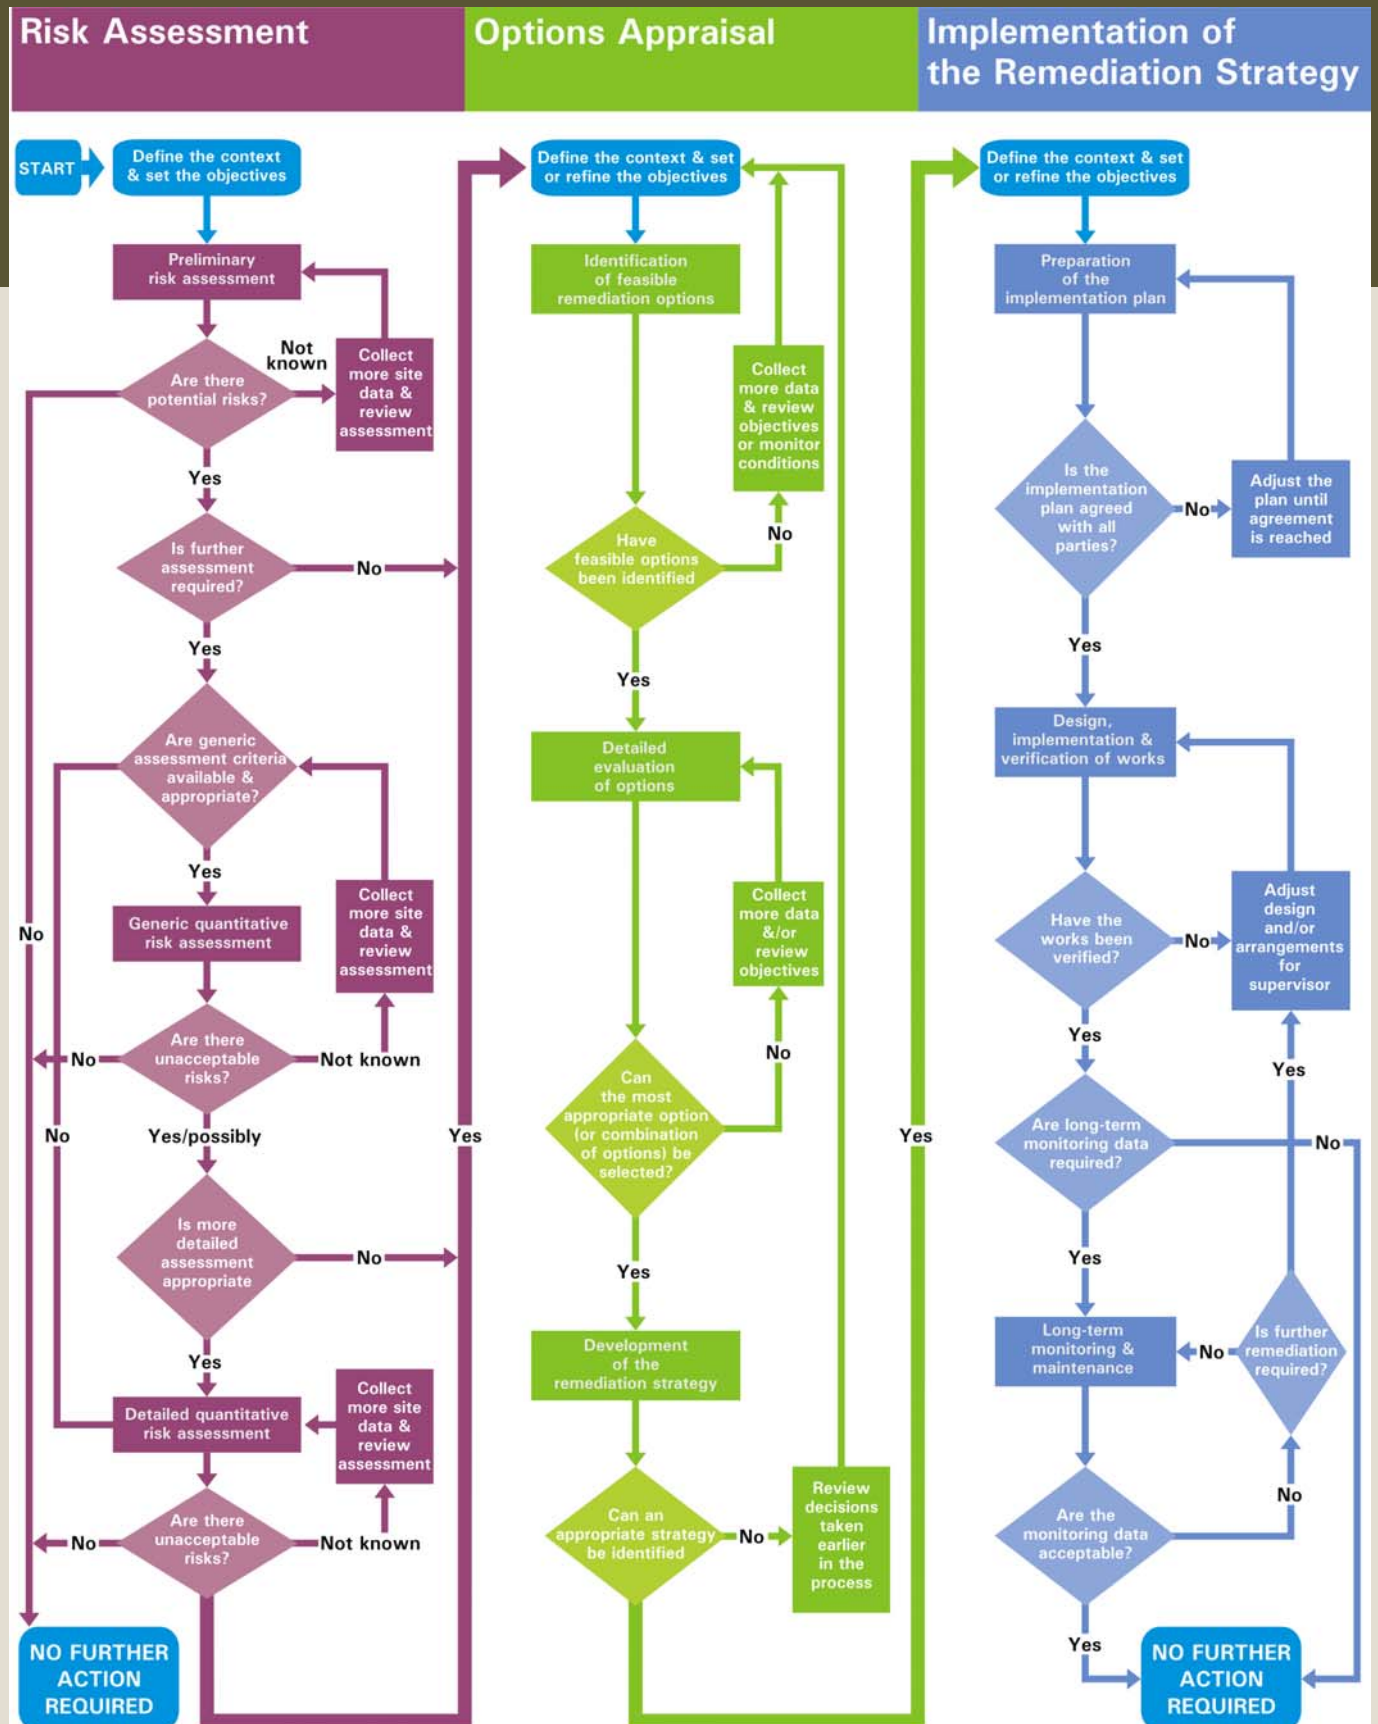 Risk Assessment
START
Define the context
& set the objectives
Preliminary
risk assessment
Not
known
Are there
potential risks?
Collect
more site
data &
review
assessment
Yes
Is further
assessment
required?
No
Yes
Are generic
assessment criteria
available &
appropriate?
Yes
Generic quantitative
risk assessment
Collect
more site
data &
review
assessment
No
Are there
unacceptable
risks?
No
Not known
No
Yes/possibly
Is more
detailed
assessment
appropriate
No
Yes
Detailed quantitative
risk assessment
Collect
more site
data &
review
assessment
Are there
unacceptable
risks?
No
Not known
NO FURTHER
ACTION
REQUIRED
Yes
Options Appraisal
Define the context & set
or refine the objectives
Identification
of feasible
remediation options
Collect
more data
& review
objectives
or monitor
conditions
No
Have
feasible options
been identified
Yes
Detailed
evaluation
of options
Collect
more data
&/or
review
objectives
No
Can
the most
appropriate option
(or combination
of options) be
selected?
Yes
Development
of the
remediation strategy
Can an
appropriate strategy
be identified
No
Review
decisions
taken
earlier
in the
process
Yes
Implementation of
the Remediation Strategy
Define the context & set
or refine the objectives
Preparation
of the
implementation plan
Is the
implementation
plan agreed
with all
parties?
No
Adjust the
plan until
agreement
is reached
Yes
Design,
implementation &
verification of works
Have the
works been
verified?
No
Adjust
design
and/or
arrangements
for
supervisor
Yes
Yes
Are long-term
monitoring data
required?
No
Yes
Long-term
monitoring &
maintenance
No
Is further
remediation
required?
No
Are the
monitoring data
acceptable?
Yes
NO FURTHER
ACTION
REQUIRED